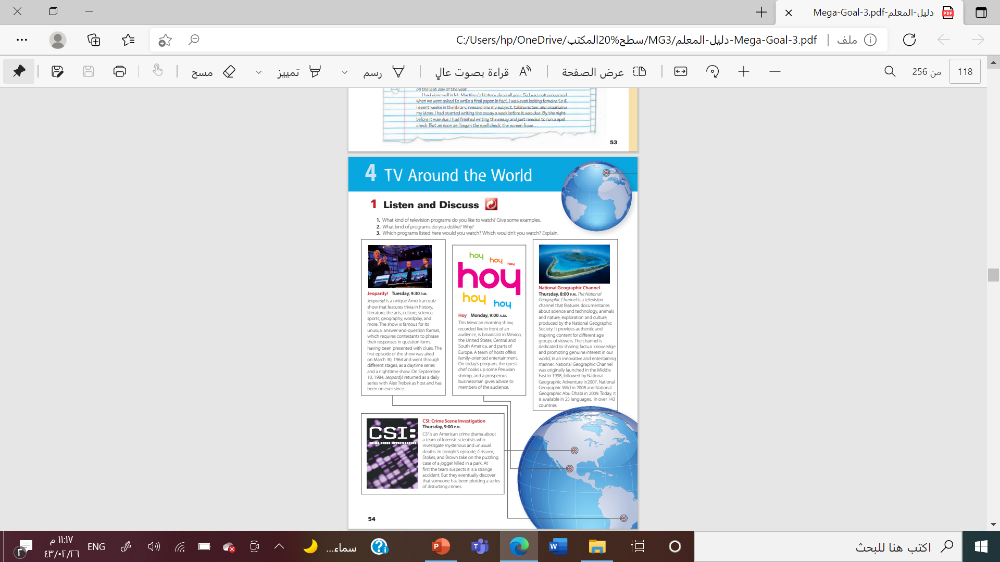 دليل-المعلم-Mega-Goal-3.pdf
ملف
C:/Users/hp/OneDrive/سطح%20المكتب/MG3/دليل-المعلم-Mega-Goal-3.pdf
118
من 256
عرض الصفحة
قراءة بصوت عالٍ
رسم
تمييز
مسح
on the last day of the year.
I had done well in Mr. Martinez's history class all year. So I was not concerned
when we were asked to write a final paper. In fact, I was even looking forward to it.
I spent weeks in the library, researching my subject, taking notes, and organizing
my ideas. I had started writing the essay a week before it was due. By the night
before it was due, I had finished writing the essay and just needed to run a spell
check. But as soon as I began the spell check, the screen froze...
53
4 TV Around the World
1 Listen and Discuss
1. What kind of television programs do you like to watch? Give some examples.
2. What kind of programs do you dislike? Why?
3. Which programs listed here would you watch? Which wouldn't you watch? Explain.
Jeopardy! Tuesday, 9:30 P.M.
Jeopardy! is a unique American quiz
show that features trivia in history,
literature, the arts, culture, science,
sports, geography, wordplay, and
more. The show is famous for its
unusual answer-and-question format,
which requires contestants to phrase
their responses in question form,
having been presented with clues. The
first episode of the show was aired
on March 30, 1964 and went through
different stages, as a daytime series
and a nighttime show. On September
10, 1984, Jeopardy! returned as a daily
series with Alex Trebek as host and has
been on ever since.
hoy
hoy
hoy
hoy
hoy
hoy
Hoy Monday, 9:00 A.M.
This Mexican morning show,
recorded live in front of an
audience, is broadcast in Mexico,
the United States, Central and
South America, and parts of
Europe. A team of hosts offers
family-oriented entertainment.
On today's program, the guest
chef cooks up some Peruvian
shrimp, and a prosperous
businessman gives advice to
members of the audience.
National Geographic Channel
Thursday, 8:00 P.M. The National
Geographic Channel is a television
channel that features documentaries
about science and technology, animals
and nature, exploration and culture,
produced by the National Geographic
Society. It provides authentic and
inspiring content for different age
groups of viewers. The channel is
dedicated to sharing factual knowledge
and promoting genuine interest in our
world, in an innovative and entertaining
manner. National Geographic Channel
was originally launched in the Middle
East in 1998, followed by National
Geographic Adventure in2007, National
Geographic Wild in 2008 and National
Geographic Abu Dhabi in 2009. Today, it
is available in 25 languages, in over 143
countries.
CSI:
CRIME SCENE INVESTIGATION
CSI: Crime Scene Investigation
Thursday, 9:00 P.M.
CSI is an American crime drama about
a team of forensic scientists who
investigate mysterious and unusual
deaths. In tonight's episode, Grissom,
Stokes, and Brown take on the puzzling
case of a jogger killed in a park. At
first the team suspects it is a strange
accident. But they eventually discover
that someone has been plotting a series
of disturbing crimes.
54
اكتب هنا للبحث
سماء...
ENG
١١:١٧ م
٤٣/٠٢/٢٦
٣